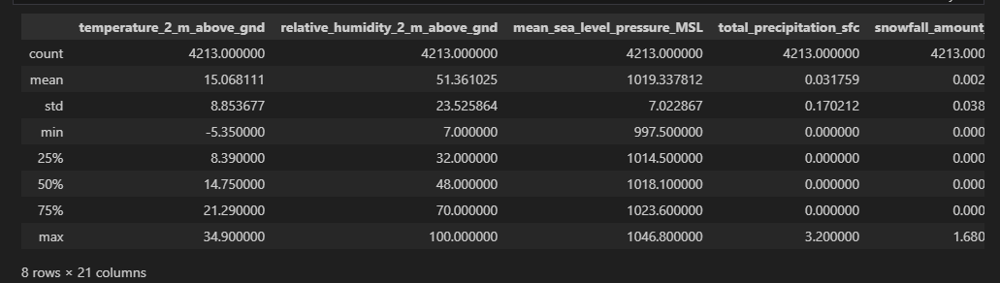 temperature_2_m_above_gnd relative_humidity_2_m_above_gnd mean_sea_level_pressure_MSL total_precipitation_sfc snowfall_amount_
count 4213.000000 4213.000000 4213.000000 4213.000000 4213.000
mean 15.068111 51.361025 1019.337812 0.031759 0.002
std 8.853677 23.525864 7.022867 0.170212 0.038
min -5.350000 7.000000 997.500000 0.000000 0.000
25% 8.390000 32.000000 1014.500000 0.000000 0.000
50% 14.750000 48.000000 1018.100000 0.000000 0.000
75% 21.290000 70.000000 1023.600000 0.000000 0.000
max 34.900000 100.000000 1046.800000 3.200000 1.680
8 rows × 21 columns